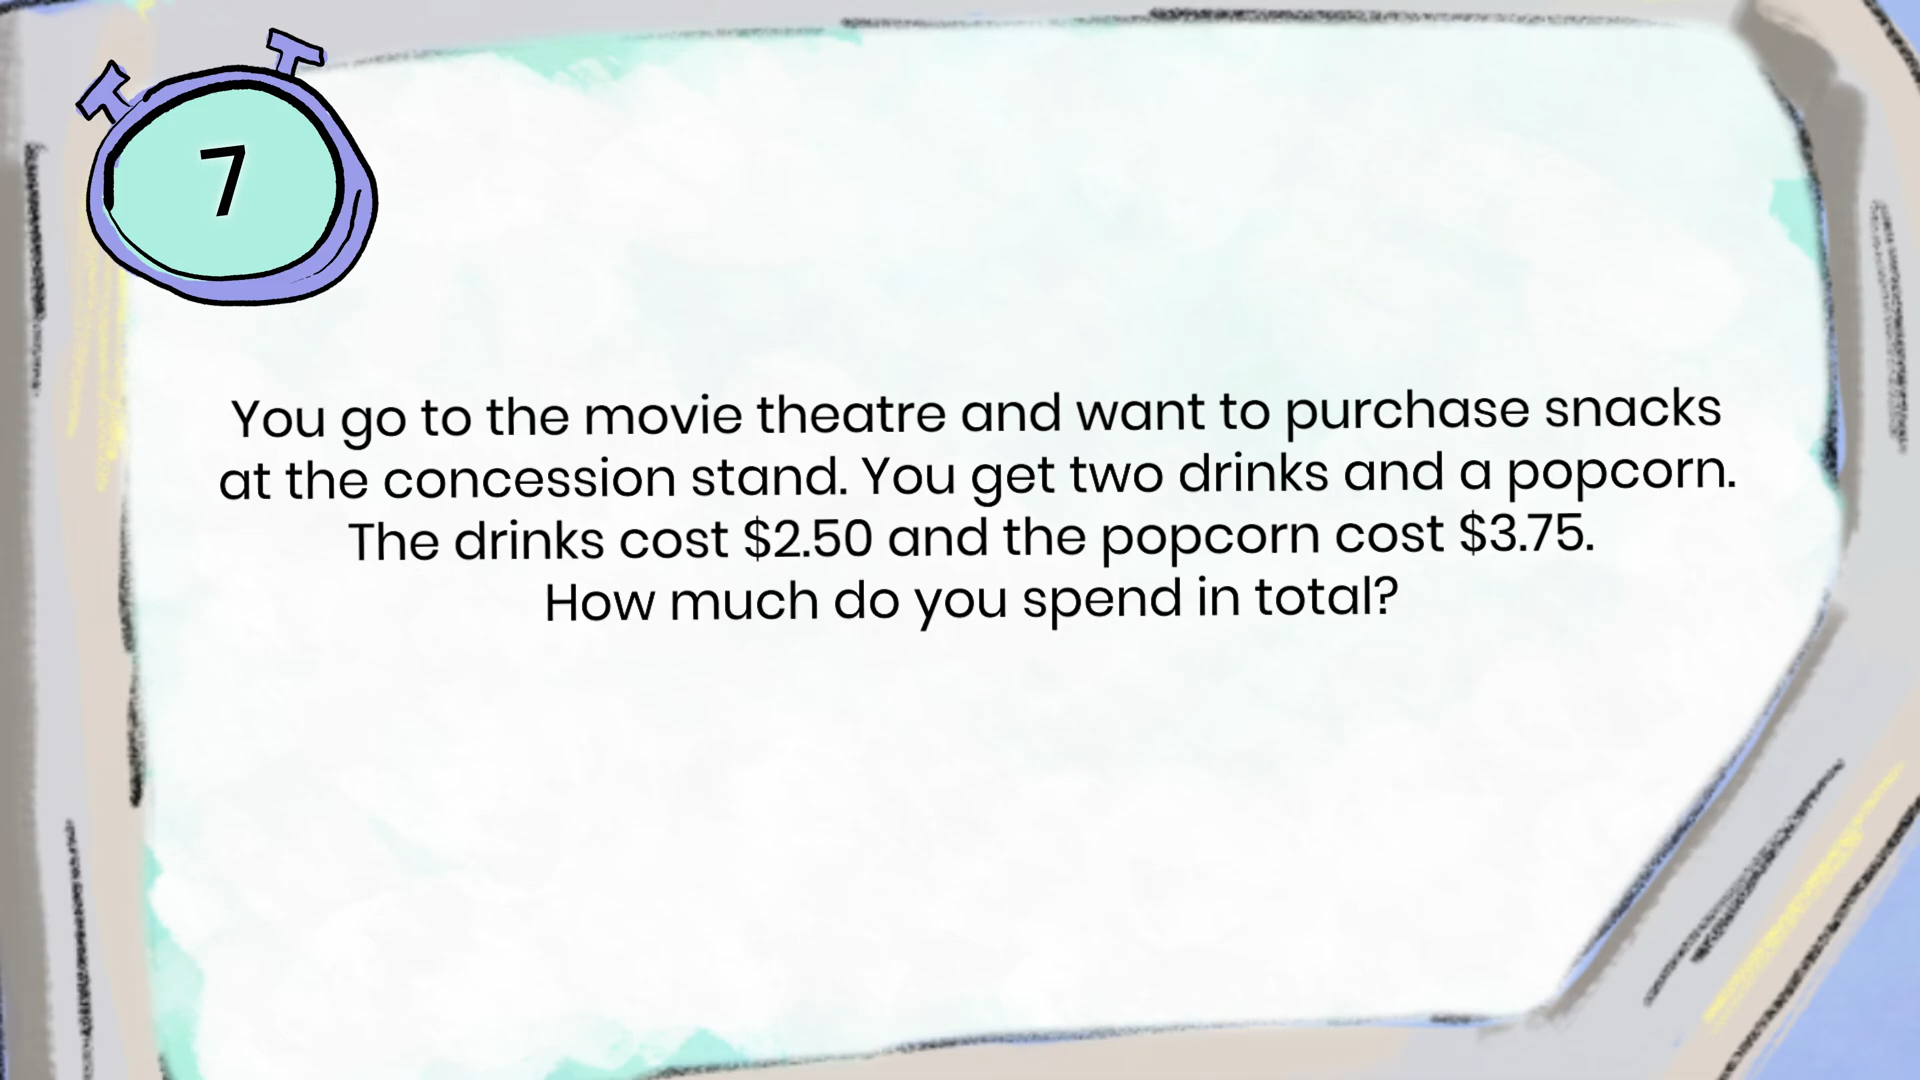 7
You go to the movie theatre and want to purchase snacks
at the concession stand. You get two drinks and a popcorn.
The drinks cost $2.50 and the popcorn cost $3.75.
How much do you spend in total?